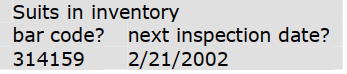 Suits in inventory
bar code? next inspection date?
314159 2/21/2002